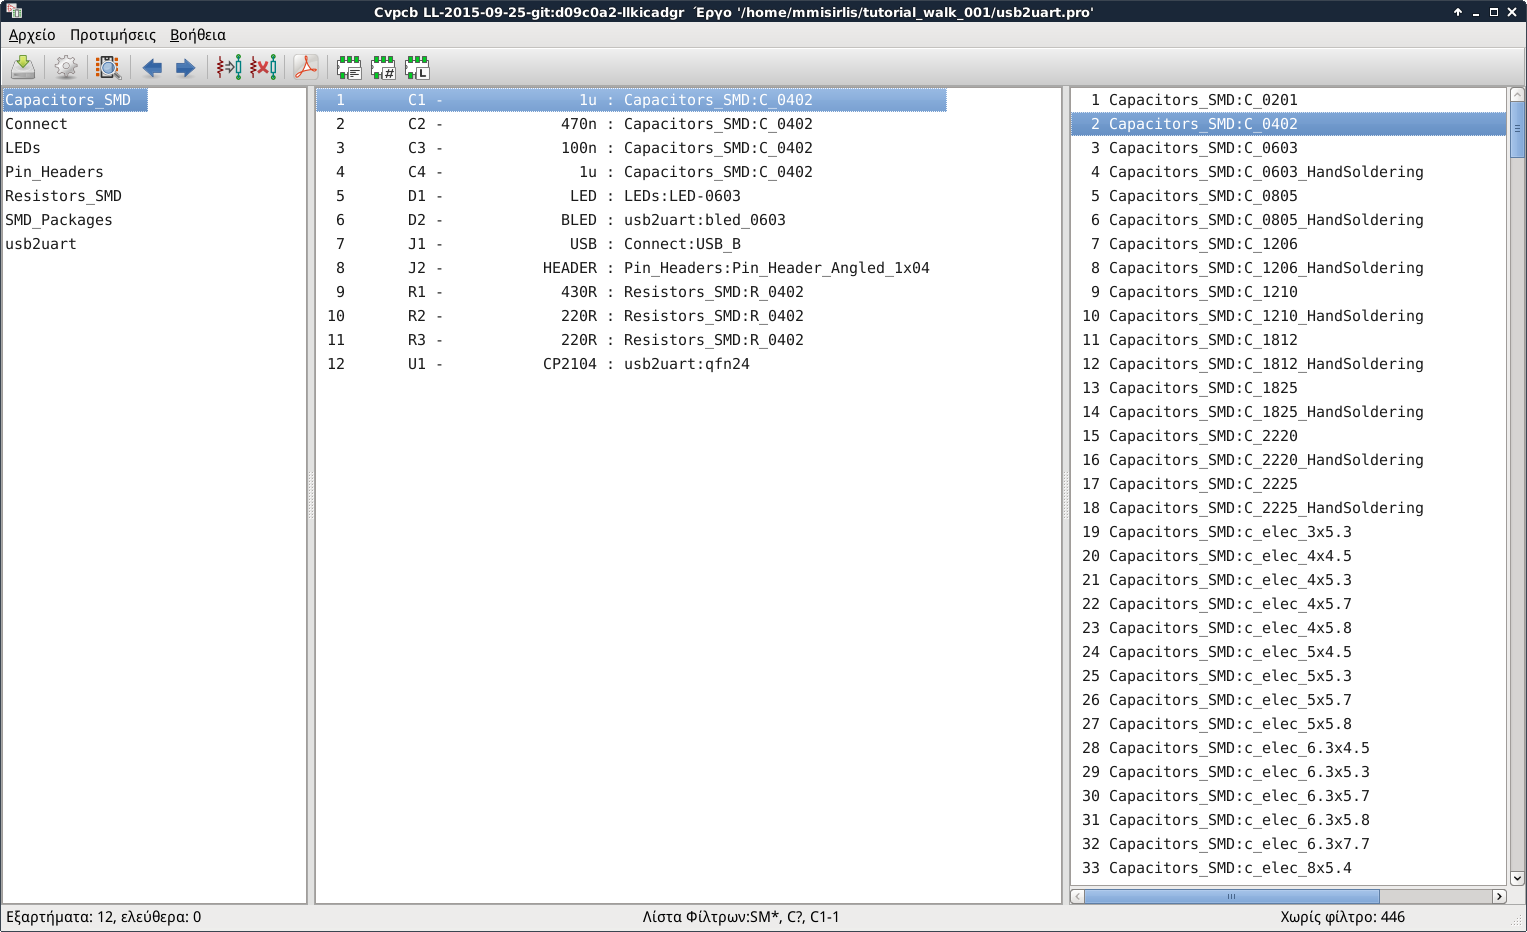 Cvpcb LL-2015-09-25-git:d09c0a2-llkicadgr Έργο '/home/mmisirlis/tutorial_walk_001/usb2uart.pro'
Αρχείο Προτιμήσεις Βοήθεια
Capacitors_SMD
Connect
LEDs
Pin_Headers
Resistors_SMD
SMD_Packages
usb2uart
1 C1 - 1u : Capacitors_SMD:C_0402
2 C2 - 470n : Capacitors_SMD:C_0402
3 C3 - 100n : Capacitors_SMD:C_0402
4 C4 - 1u : Capacitors_SMD:C_0402
5 D1 - LED : LEDs:LED-0603
6 D2 - BLED : usb2uart:bled_0603
7 J1 - USB : Connect:USB_B
8 J2 - HEADER : Pin_Headers:Pin_Header_Angled_1x04
9 R1 - 430R : Resistors_SMD:R_0402
10 R2 - 220R : Resistors_SMD:R_0402
11 R3 - 220R : Resistors_SMD:R_0402
12 U1 - CP2104 : usb2uart:qfn24
1 Capacitors_SMD:C_0201
2 Capacitors_SMD:C_0402
3 Capacitors_SMD:C_0603
4 Capacitors_SMD:C_0603_HandSoldering
5 Capacitors_SMD:C_0805
6 Capacitors_SMD:C_0805_HandSoldering
7 Capacitors_SMD:C_1206
8 Capacitors_SMD:C_1206_HandSoldering
9 Capacitors_SMD:C_1210
10 Capacitors_SMD:C_1210_HandSoldering
11 Capacitors_SMD:C_1812
12 Capacitors_SMD:C_1812_HandSoldering
13 Capacitors_SMD:C_1825
14 Capacitors_SMD:C_1825_HandSoldering
15 Capacitors_SMD:C_2220
16 Capacitors_SMD:C_2220_HandSoldering
17 Capacitors_SMD:C_2225
18 Capacitors_SMD:C_2225_HandSoldering
19 Capacitors_SMD:c_elec_3x5.3
20 Capacitors_SMD:c_elec_4x4.5
21 Capacitors_SMD:c_elec_4x5.3
22 Capacitors_SMD:c_elec_4x5.7
23 Capacitors_SMD:c_elec_4x5.8
24 Capacitors_SMD:c_elec_5x4.5
25 Capacitors_SMD:c_elec_5x5.3
26 Capacitors_SMD:c_elec_5x5.7
27 Capacitors_SMD:c_elec_5x5.8
28 Capacitors_SMD:c_elec_6.3x4.5
29 Capacitors_SMD:c_elec_6.3x5.3
30 Capacitors_SMD:c_elec_6.3x5.7
31 Capacitors_SMD:c_elec_6.3x5.8
32 Capacitors_SMD:c_elec_6.3x7.7
33 Capacitors_SMD:c_elec_8x5.4
Εξαρτήματα: 12, ελεύθερα: 0
Λίστα Φίλτρων:SM*, C?, C1-1
Χωρίς φίλτρο: 446